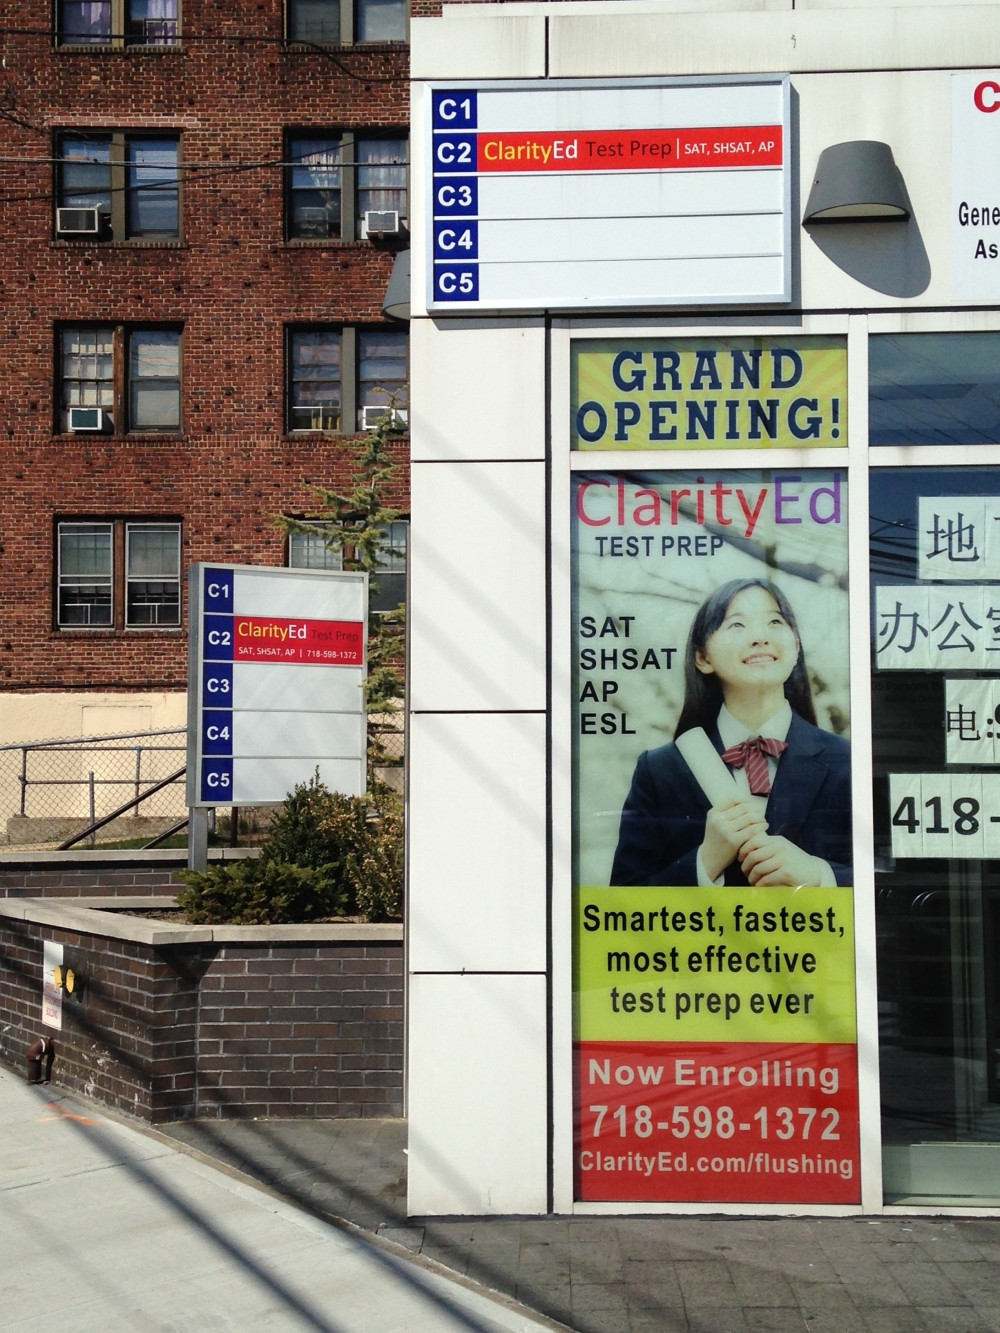 C1
C2 ClarityEd Test Prep | SAT, SHSAT, AP
C3
C4
C5
GRAND
OPENING!
ClarityEd
TEST PREP
SAT
SHSAT
AP
ESL
Smartest, fastest,
most effective
test prep ever
Now Enrolling
718-598-1372
ClarityEd.com/flushing
C1
C2 ClarityEd Test Prep
SAT, SHSAT, AP | 718-598-1372
C3
C4
C5
地
办公
电:
418-